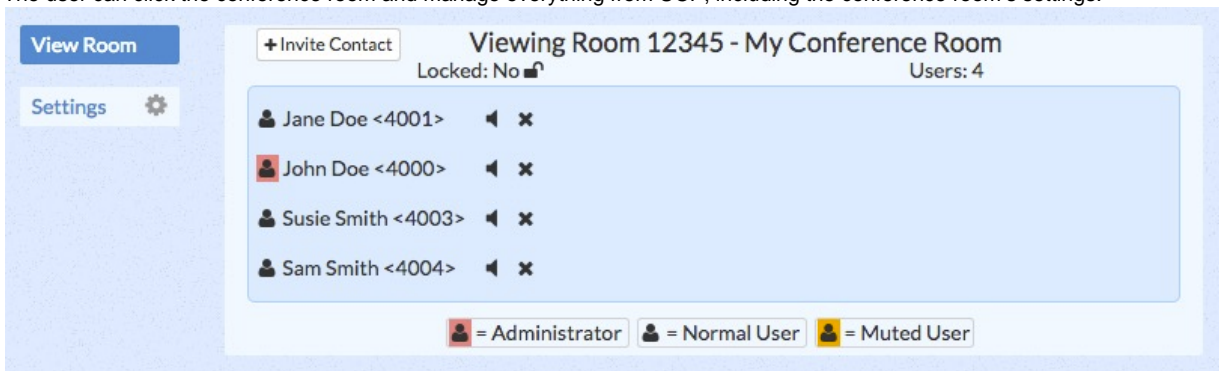 The user can click the conference room and manage everything from UCP, including the conference room's settings.
View Room
+Invite Contact
Viewing Room 12345 - My Conference Room
Locked: No
Users: 4
Settings
Jane Doe <4001>
John Doe <4000>
Susie Smith <4003>
Sam Smith <4004>
= Administrator
= Normal User
= Muted User